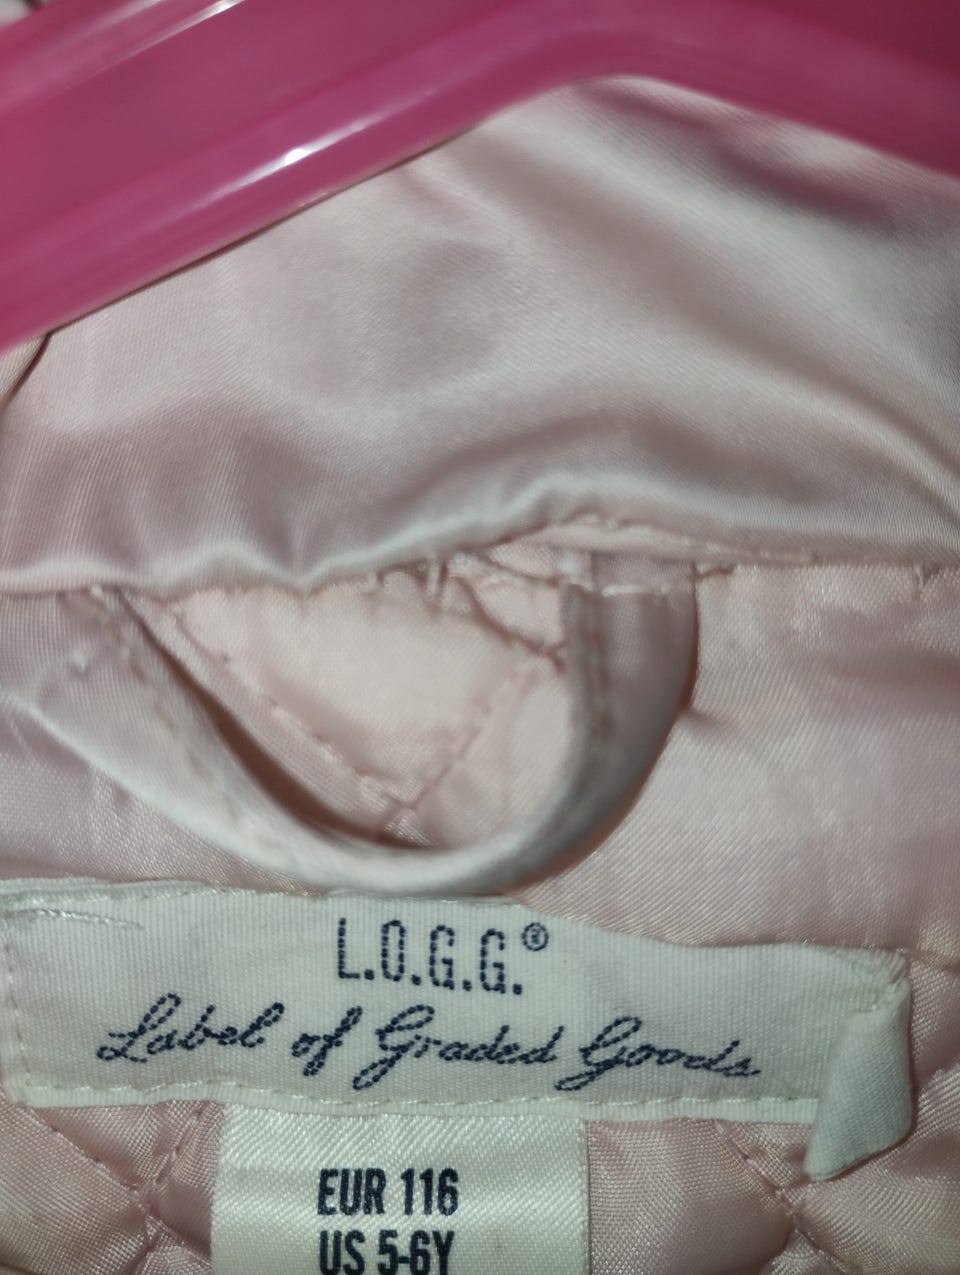 L.O.G.G.®
Label of Graded Goods
EUR 116
US 5-6Y